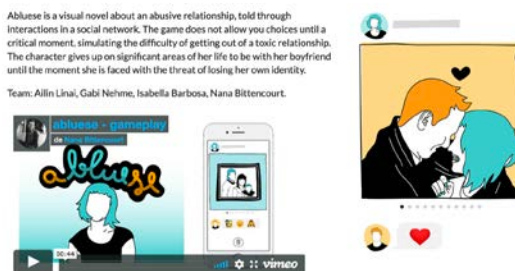 Abluese is a visual novel about an abusive relationship, told through
interactions in a social network. The game does not allow you choices until a
critical moment, simulating the difficulty of getting out of a toxic relationship.
The character gives up on significant areas of her life to be with her boyfriend
until the moment she is faced with the threat of losing her own identity.
Team: Ailin Linai, Gabi Nehme, Isabella Barbosa, Nana Bittencourt.
abluese - gameplay
de Nana Bittencourt
abluese
00:44
vimeo